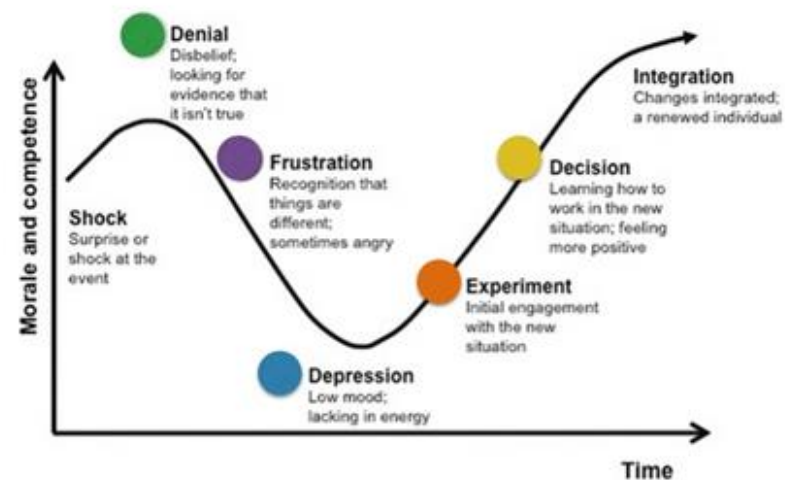 Denial
Disbelief;
looking for
evidence that
it isn't true
Morale and competence
Shock
Surprise or
shock at the
event
Frustration
Recognition that
things are
different;
sometimes angry
Depression
Low mood;
lacking in energy
Experiment
Initial engagement
with the new
situation
Decision
Learning how to
work in the new
situation; feeling
more positive
Integration
Changes integrated;
a renewed individual
Time